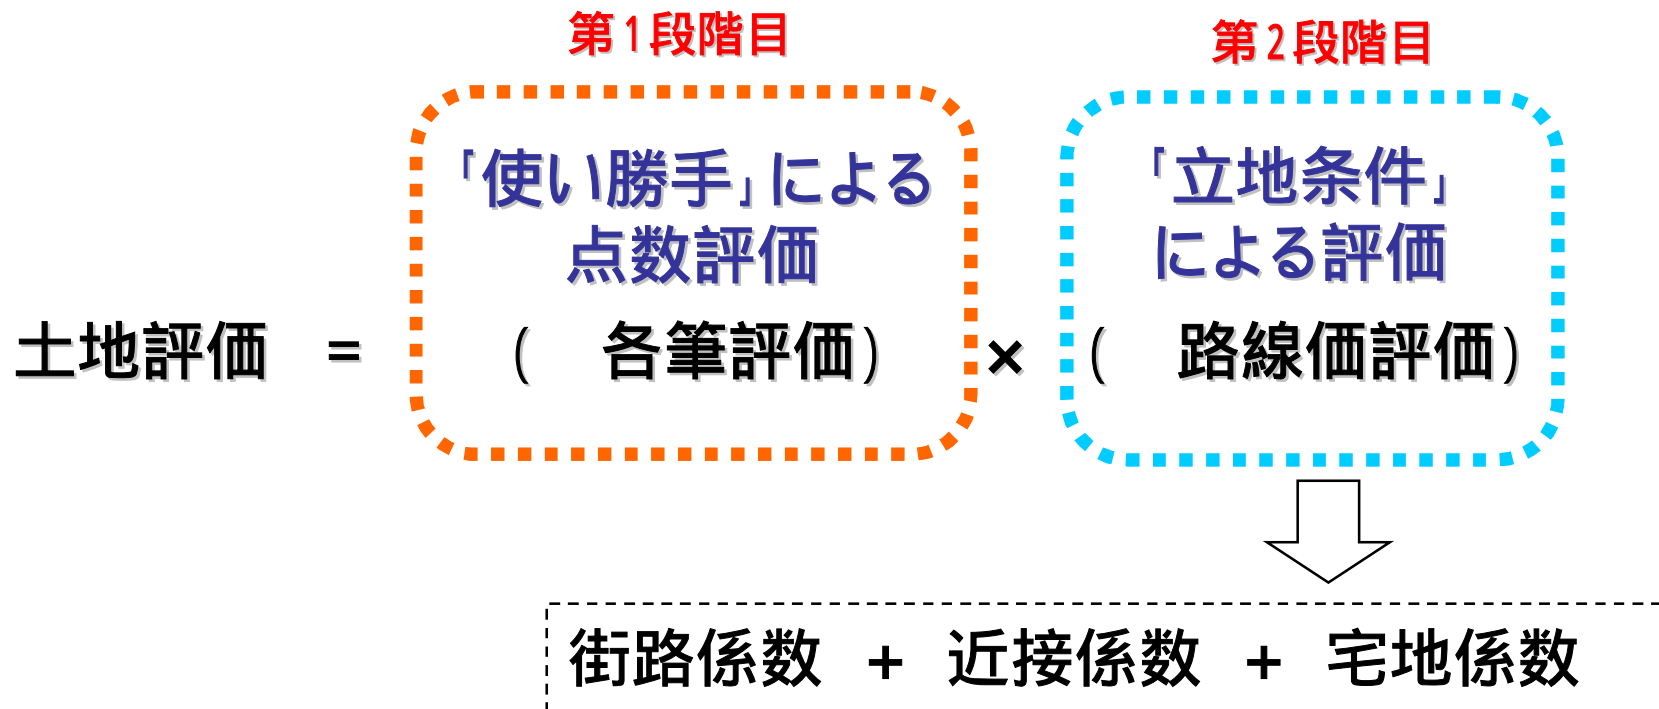 第1段階目
第2段階目
「使い勝手」による
点数評価
「立地条件」
による評価
土地評価 = ( 各筆評価) × ( 路線価評価)
街路係数 + 近接係数 + 宅地係数